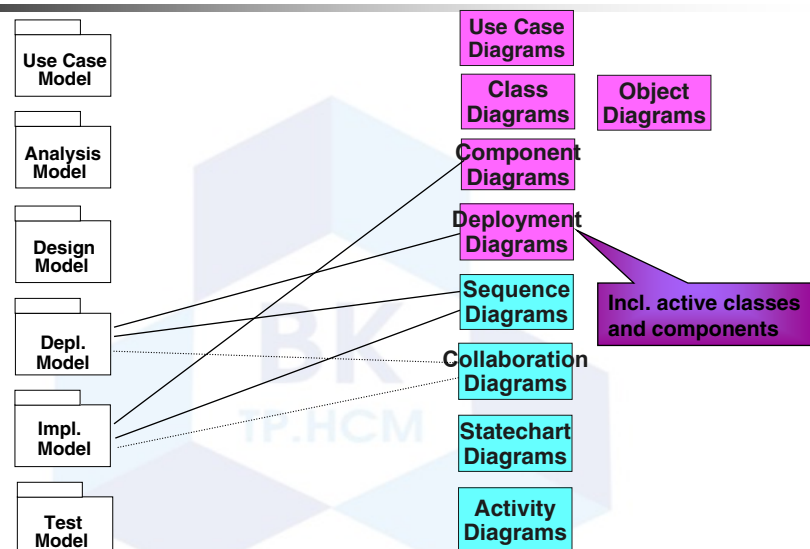 Use Case
Model
Analysis
Model
Design
Model
Depl.
Model
Impl.
Model
Test
Model
Use Case
Diagrams
Class
Diagrams
Object
Diagrams
Component
Diagrams
Deployment
Diagrams
Sequence
Diagrams
Collaboration
Diagrams
Statechart
Diagrams
Activity
Diagrams
Incl. active classes
and components
BK
TP.HCM